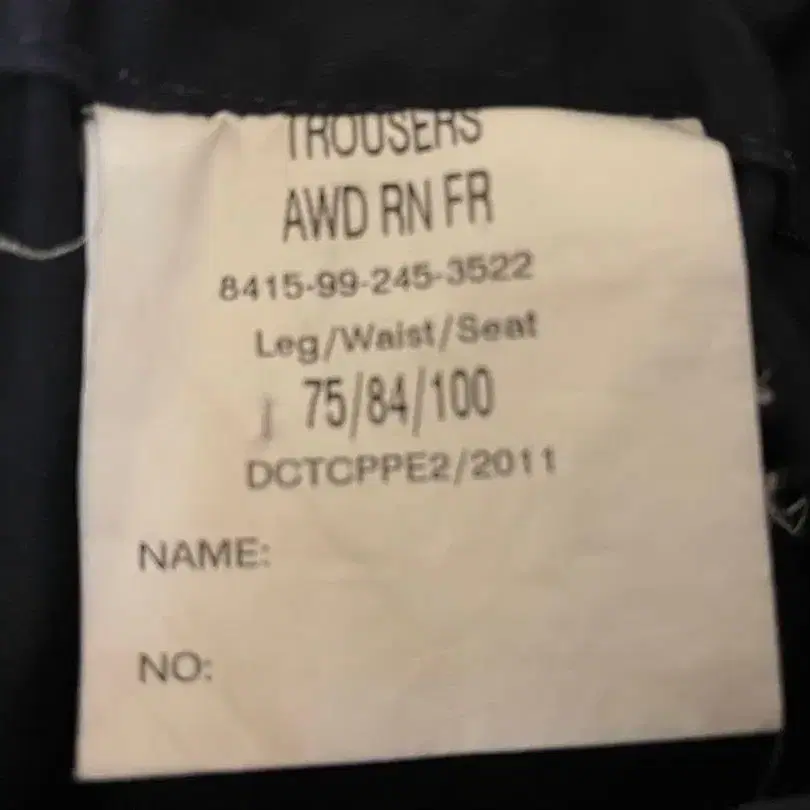 TROUSERS
AWD RN FR
8415-99-245-3522
Leg/Waist/Seat
75/84/100
DCTCPPE2/2011
NAME:
NO: